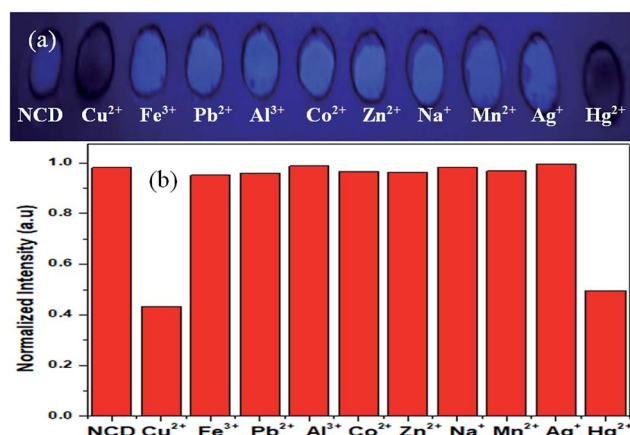 (a)
NCD Cu²⁺ Fe³⁺ Pb²⁺ Al³⁺ Co²⁺ Zn²⁺ Na⁺ Mn²⁺ Ag⁺ Hg²⁺
(b)
1.0
0.8
0.6
0.4
0.2
0.0
Normalized Intensity (a.u)
NCD Cu²⁺ Fe³⁺ Pb²⁺ Al³⁺ Co²⁺ Zn²⁺ Na⁺ Mn²⁺ Ag⁺ Hg²⁺